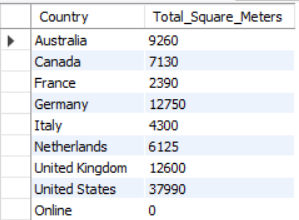 Country Total_Square_Meters
Australia 9260
Canada 7130
France 2390
Germany 12750
Italy 4300
Netherlands 6125
United Kingdom 12600
United States 37990
Online 0